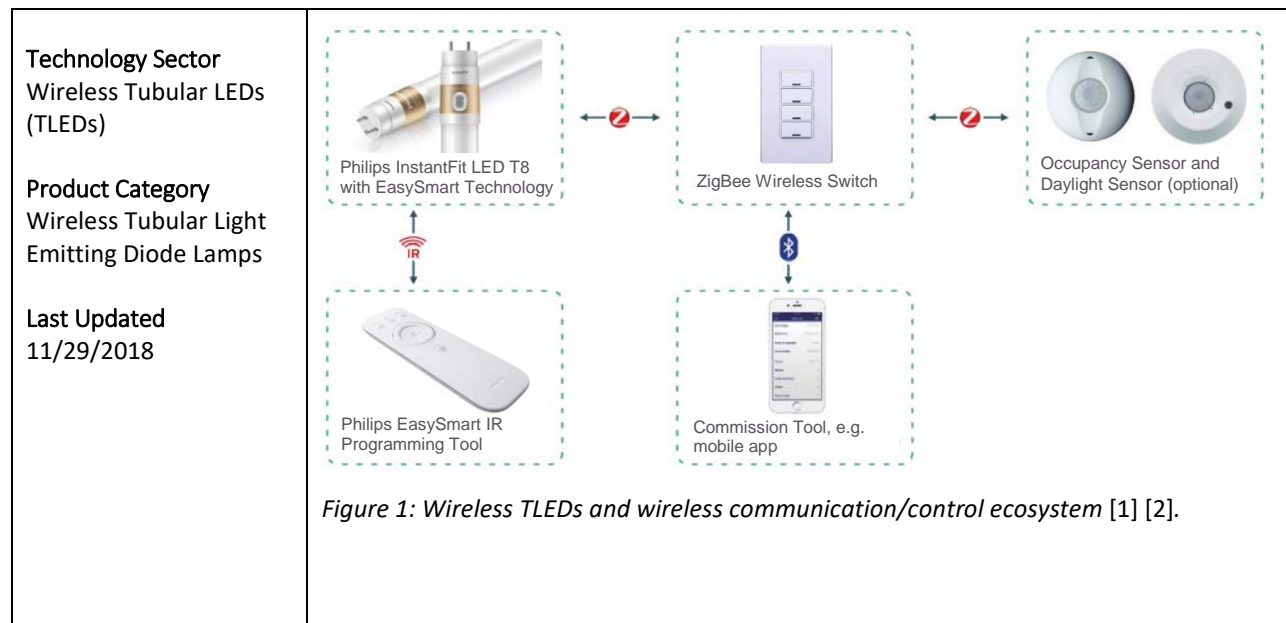 Technology Sector
Wireless Tubular LEDs
(TLEDs)
Product Category
Wireless Tubular Light
Emitting Diode Lamps
Last Updated
11/29/2018
Philips InstantFit LED T8
with EasySmart Technology
ZigBee Wireless Switch
Occupancy Sensor and
Daylight Sensor (optional)
IR
Philips EasySmart IR
Programming Tool
Commission Tool, e.g.
mobile app
Figure 1: Wireless TLEDs and wireless communication/control ecosystem [1] [2].